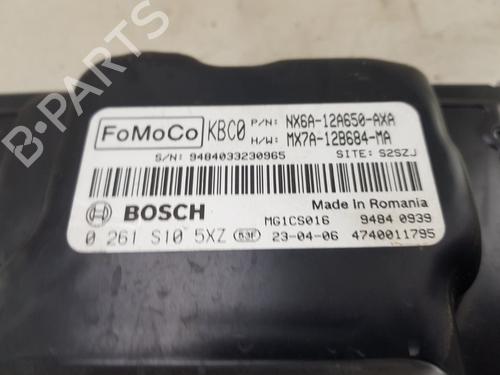 FoMoCo KBC0 P/N: NX6A-12A650-AXA
H/W: MX7A-12B684-MA
S/N: 9484033230965 SITE: S2SZJ
BOSCH Made in Romania
MG1CS016 9484 0939
0 261 S10 5XZ 53F 23-04-06 4740011795
B-PARTS